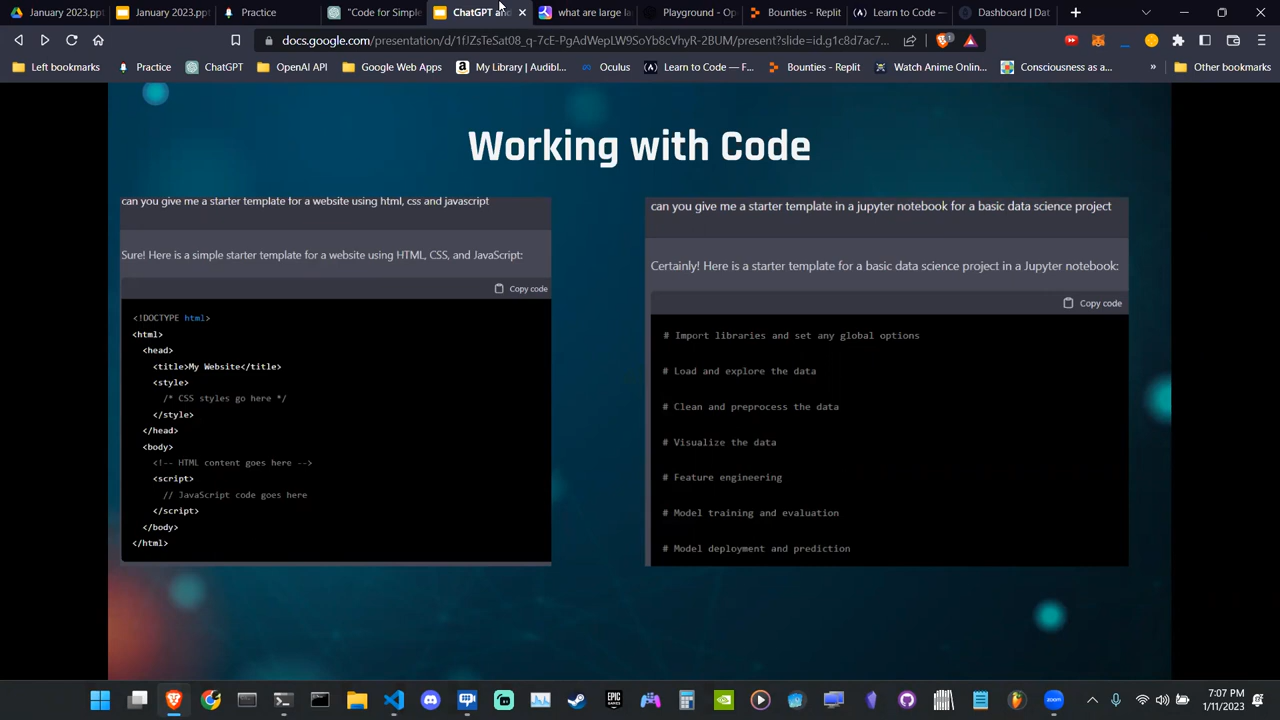 January 2023.ppt
January 2023.ppt
Practice
"Code for Simple
ChatGPT and
what are large la
Playground - Op
Bounties - Replit
Learn to Code —
Dashboard | Dat
docs.google.com/presentation/d/1fJZsTeSat08_q-7cE-PgAdWepLW9SoYb8cVhyR-2BUM/present?slide=id.g1c8d7ac7...
Left bookmarks
Practice
ChatGPT
OpenAI API
Google Web Apps
My Library | Audibl...
Oculus
Learn to Code — F...
Bounties - Replit
Watch Anime Onlin...
Consciousness as a...
»
Other bookmarks
Working with Code
can you give me a starter template for a website using html, css and javascript
Sure! Here is a simple starter template for a website using HTML, CSS, and JavaScript:
Copy code
<!DOCTYPE html>
<html>
<head>
<title>My Website</title>
<style>
/* CSS styles go here */
</style>
</head>
<body>
<!-- HTML content goes here -->
<script>
// JavaScript code goes here
</script>
</body>
</html>
can you give me a starter template in a jupyter notebook for a basic data science project
Certainly! Here is a starter template for a basic data science project in a Jupyter notebook:
Copy code
# Import libraries and set any global options
# Load and explore the data
# Clean and preprocess the data
# Visualize the data
# Feature engineering
# Model training and evaluation
# Model deployment and prediction
7:07 PM
1/11/2023